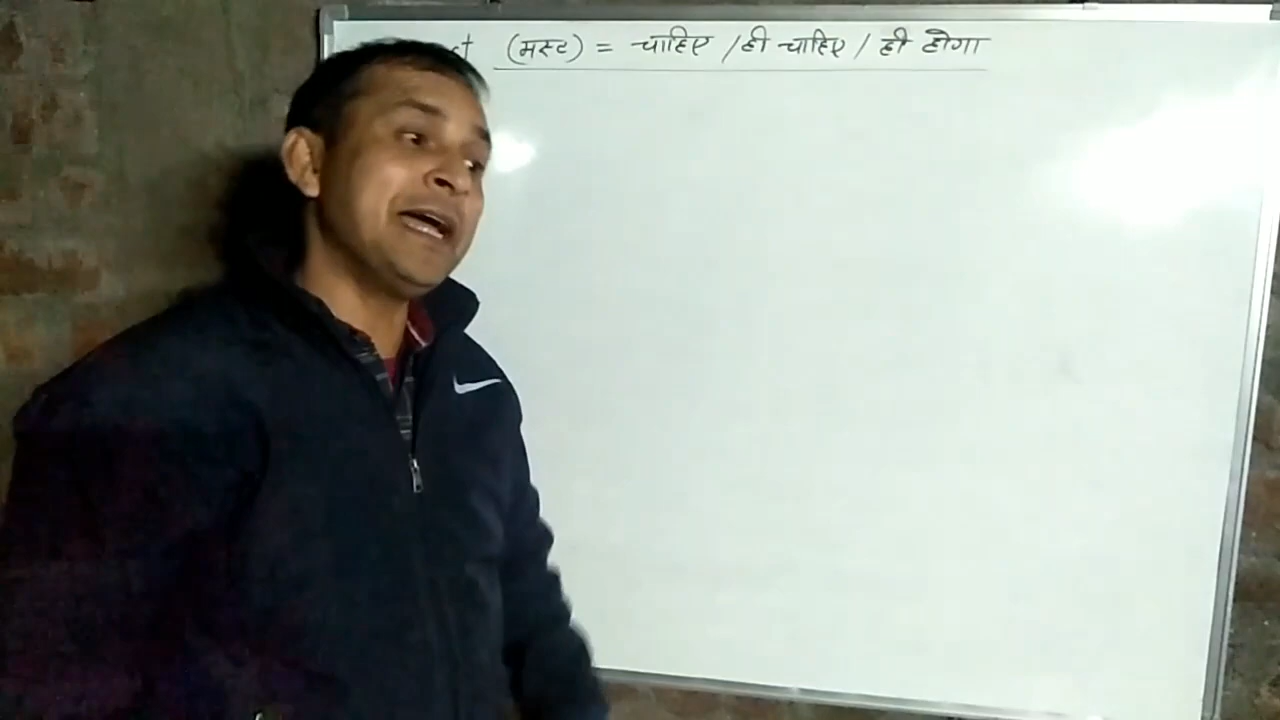 (मस्ट) = चाहिए / ही चाहिए / ही होगा